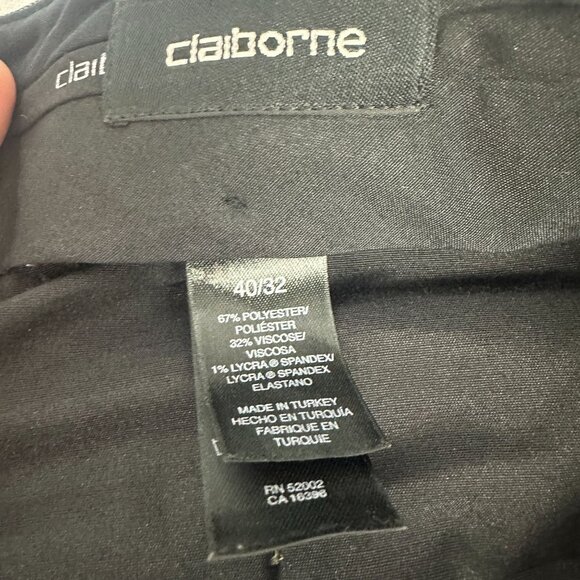 claiborne
claib
40/32
67% POLYESTER/
POLIÉSTER
32% VISCOSE/
VISCOSA
1% LYCRA® SPANDEX/
LYCRA® SPANDEX
ELASTANO
MADE IN TURKEY
HECHO EN TURQUÍA
FABRIQUE EN
TURQUIE
RN 52002
CA 16396